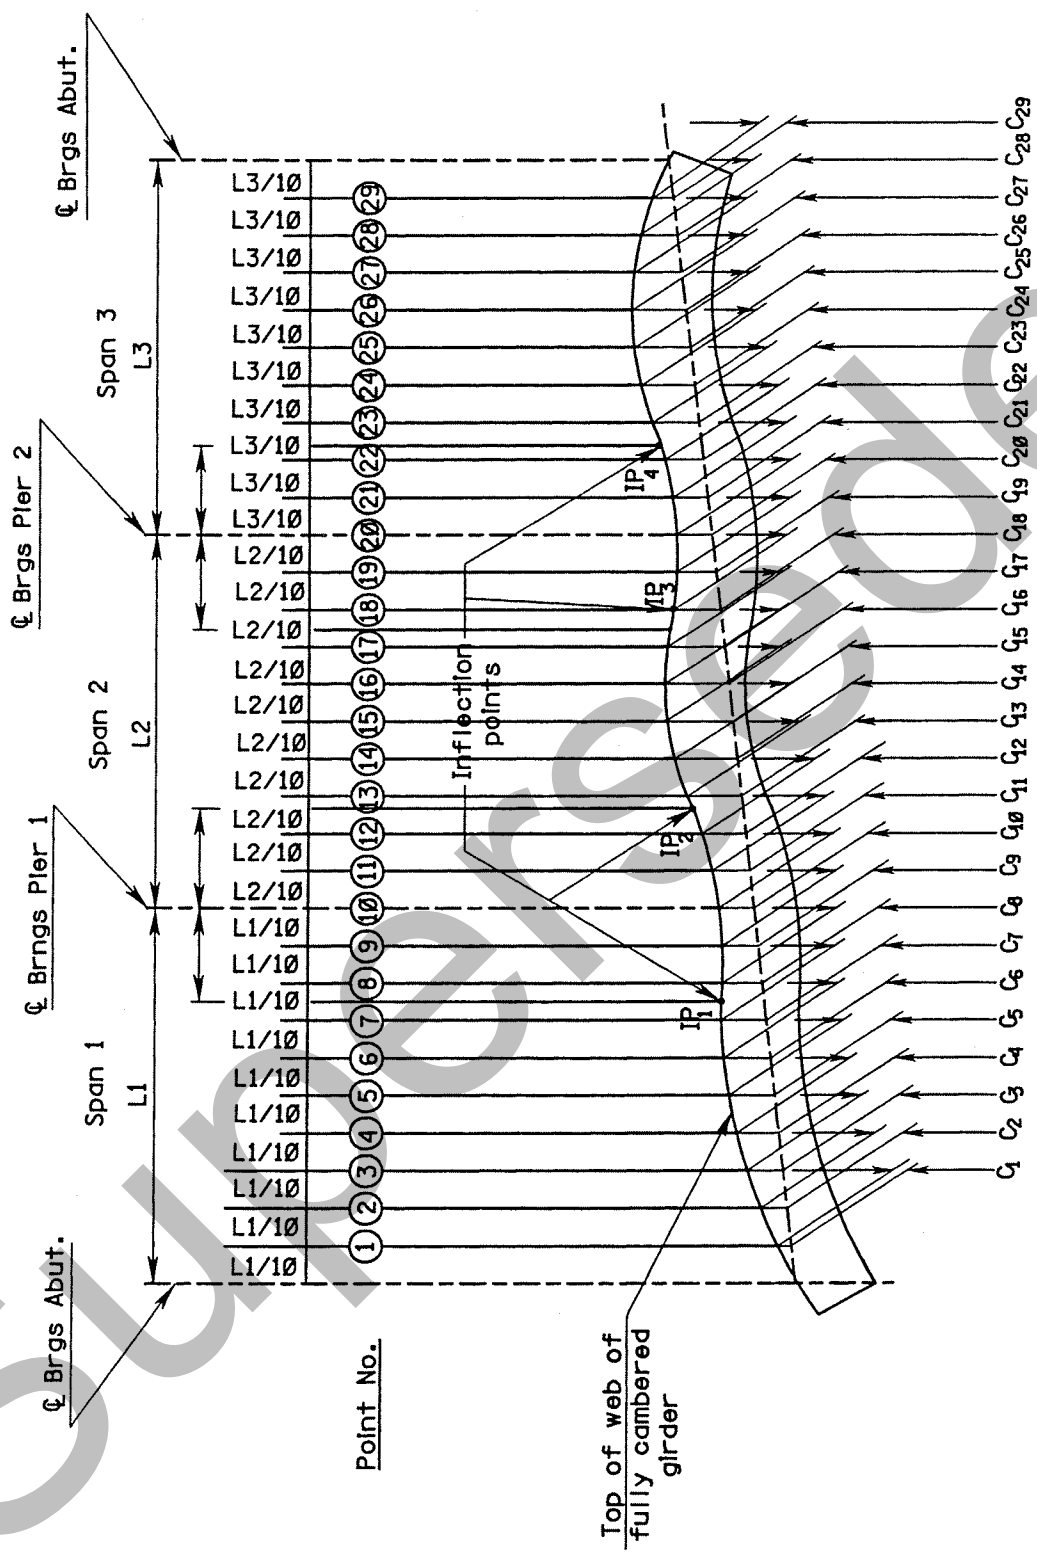 ℄ Brgs Abut.
℄ Brngs Pier 1
℄ Brgs Pier 2
℄ Brgs Abut.
Span 1
Span 2
Span 3
L1
L2
L3
L1/10 L1/10 L1/10 L1/10 L1/10 L1/10 L1/10 L1/10 L1/10 L1/10 L2/10 L2/10 L2/10 L2/10 L2/10 L2/10 L2/10 L2/10 L2/10 L2/10 L3/10 L3/10 L3/10 L3/10 L3/10 L3/10 L3/10 L3/10 L3/10 L3/10
Point No.
1 2 3 4 5 6 7 8 9 10 11 12 13 14 15 16 17 18 19 20 21 22 23 24 25 26 27 28 29
Inflection
points
IP1
IP2
IP3
IP4
Top of web of
fully cambered
girder
C1 C2 C3 C4 C5 C6 C7 C8 C9 C10 C11 C12 C13 C14 C15 C16 C17 C18 C19 C20 C21 C22 C23 C24 C25 C26 C27 C28 C29
Supersede